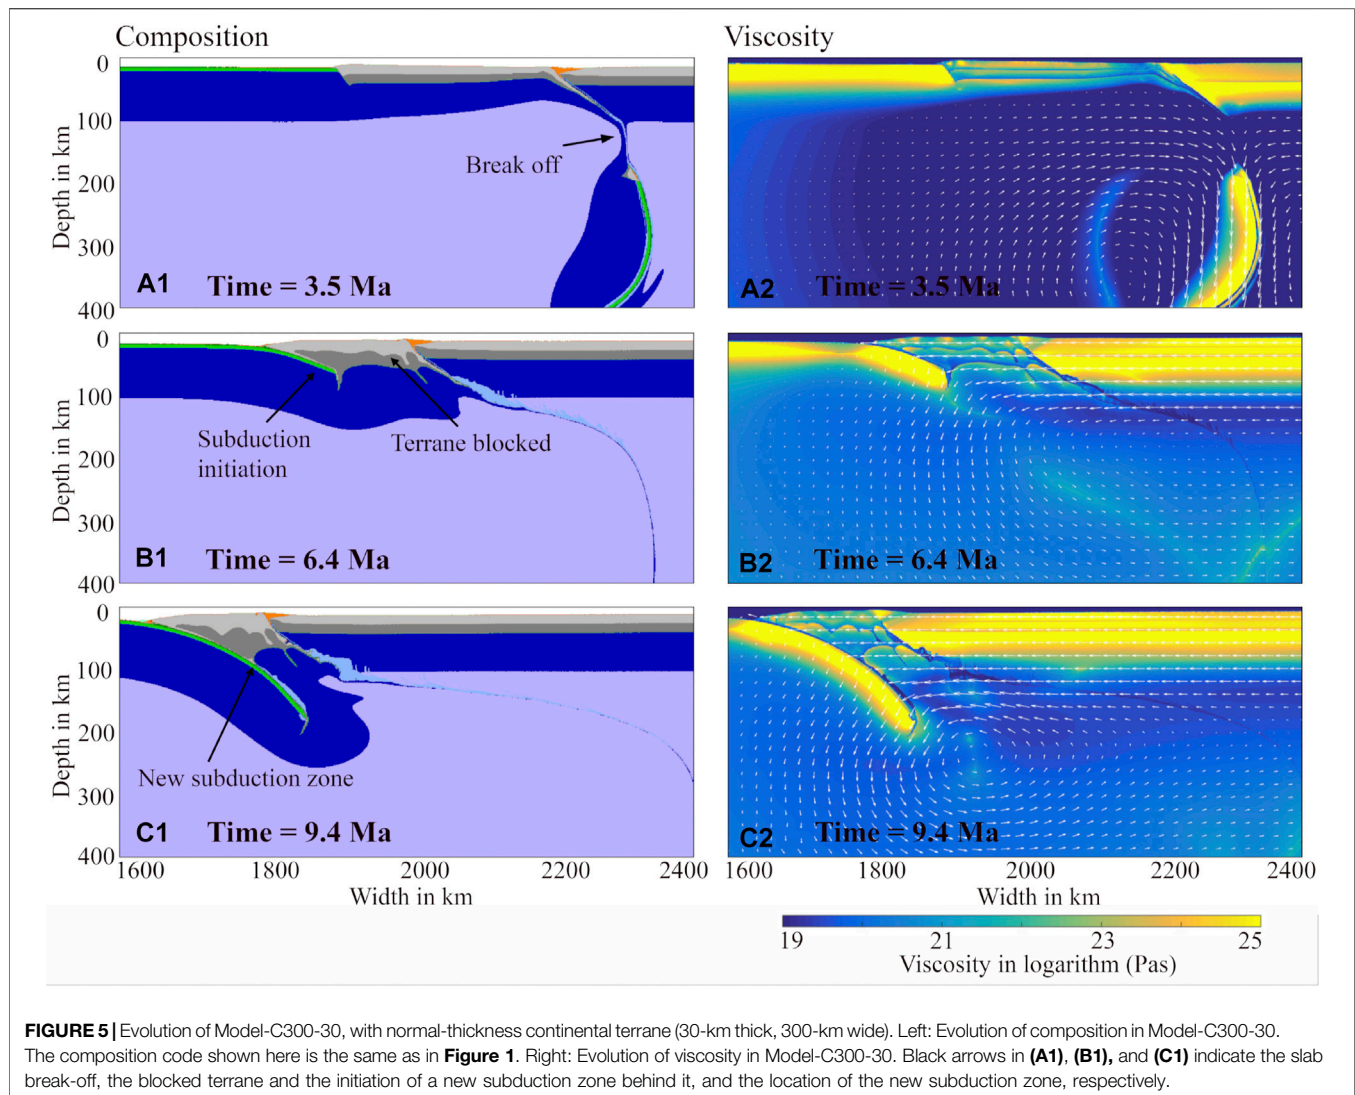 Composition
Viscosity
0
100
200
300
400
Depth in km
Break off
A1 Time = 3.5 Ma
A2 Time = 3.5 Ma
0
100
200
300
400
Depth in km
Subduction
initiation
Terrane blocked
B1 Time = 6.4 Ma
B2 Time = 6.4 Ma
0
100
200
300
400
Depth in km
New subduction zone
C1 Time = 9.4 Ma
C2 Time = 9.4 Ma
1600 1800 2000 2200 2400
Width in km
1600 1800 2000 2200 2400
Width in km
19 21 23 25
Viscosity in logarithm (Pas)
FIGURE 5 | Evolution of Model-C300-30, with normal-thickness continental terrane (30-km thick, 300-km wide). Left: Evolution of composition in Model-C300-30.
The composition code shown here is the same as in Figure 1. Right: Evolution of viscosity in Model-C300-30. Black arrows in (A1), (B1), and (C1) indicate the slab
break-off, the blocked terrane and the initiation of a new subduction zone behind it, and the location of the new subduction zone, respectively.